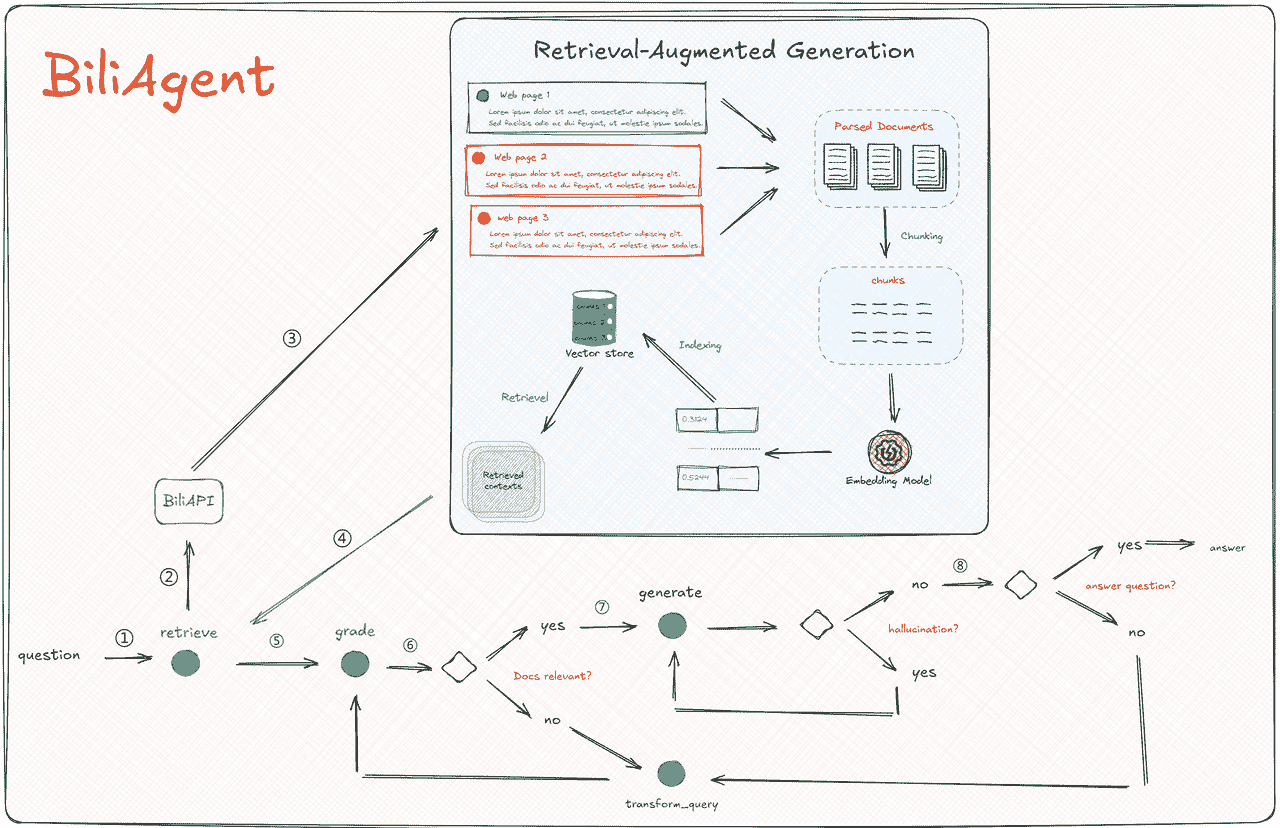 BiliAgent
Retrieval-Augmented Generation
Web page 1
Lorem ipsum dolor sit amet, consectetur adipiscing elit.
Sed facilisis odio ac dui feugiat, ut molestie ipsum sodales.
Web page 2
Lorem ipsum dolor sit amet, consectetur adipiscing elit.
Sed facilisis odio ac dui feugiat, ut molestie ipsum sodales.
web page 3
Lorem ipsum dolor sit amet, consectetur adipiscing elit.
Sed facilisis odio ac dui feugiat, ut molestie ipsum sodales.
Parsed Documents
Chunking
chunks
Embedding Model
0.3124
0.5244
Indexing
Vector store
Retrievel
Retrieved
contexts
③
BiliAPI
④
②
①
question
retrieve
⑤
grade
⑥
Docs relevant?
yes
no
⑦
generate
hallucination?
no
yes
⑧
answer question?
yes
answer
no
transform_query